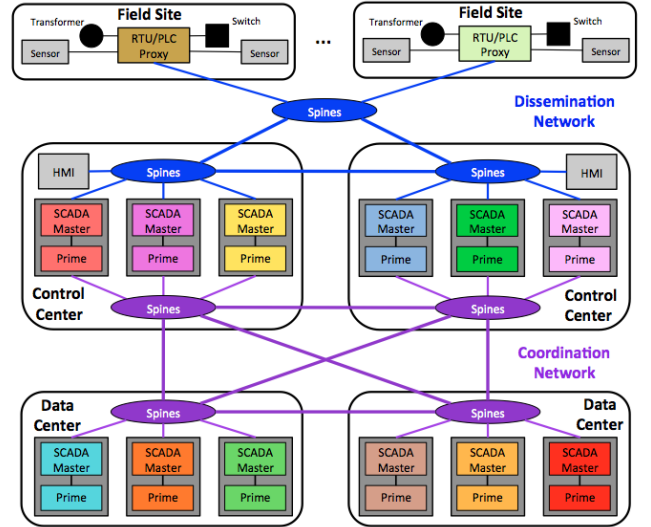 Field Site
Transformer
Switch
RTU/PLC
Proxy
Sensor
Sensor
...
Field Site
Transformer
Switch
RTU/PLC
Proxy
Sensor
Sensor
Spines
Dissemination
Network
HMI
Spines
Spines
HMI
SCADA
Master
Prime
SCADA
Master
Prime
SCADA
Master
Prime
SCADA
Master
Prime
SCADA
Master
Prime
SCADA
Master
Prime
Control
Center
Spines
Spines
Control
Center
Coordination
Network
Data
Center
Spines
Spines
Data
Center
SCADA
Master
Prime
SCADA
Master
Prime
SCADA
Master
Prime
SCADA
Master
Prime
SCADA
Master
Prime
SCADA
Master
Prime